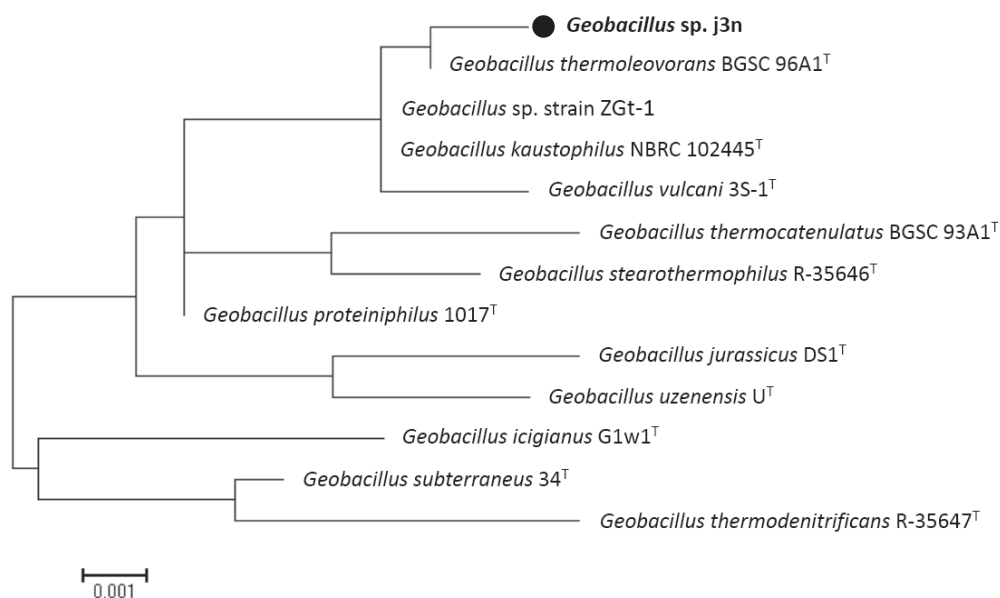 Geobacillus sp. j3n
Geobacillus thermoleovorans BGSC 96A1ᵀ
Geobacillus sp. strain ZGt-1
Geobacillus kaustophilus NBRC 102445ᵀ
Geobacillus vulcani 3S-1ᵀ
Geobacillus thermocatenulatus BGSC 93A1ᵀ
Geobacillus stearothermophilus R-35646ᵀ
Geobacillus proteiniphilus 1017ᵀ
Geobacillus jurassicus DS1ᵀ
Geobacillus uzenensis Uᵀ
Geobacillus icigianus G1w1ᵀ
Geobacillus subterraneus 34ᵀ
Geobacillus thermodenitrificans R-35647ᵀ
0.001